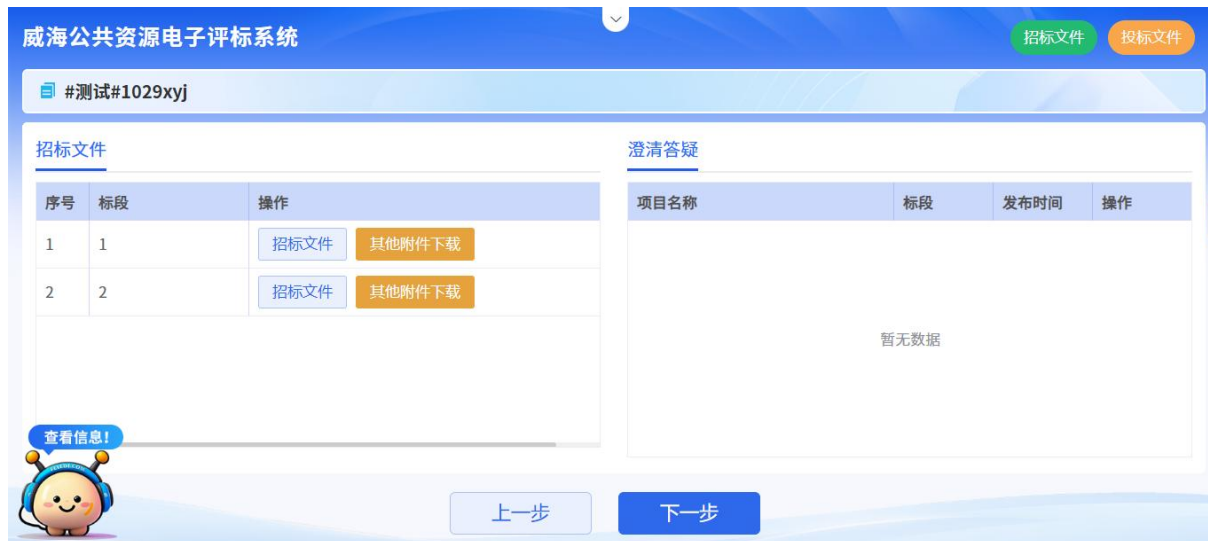 威海公共资源电子评标系统
招标文件 投标文件
#测试#1029xyj
招标文件
序号 标段 操作
1 1 招标文件 其他附件下载
2 2 招标文件 其他附件下载
澄清答疑
项目名称 标段 发布时间 操作
暂无数据
查看信息!
上一步 下一步